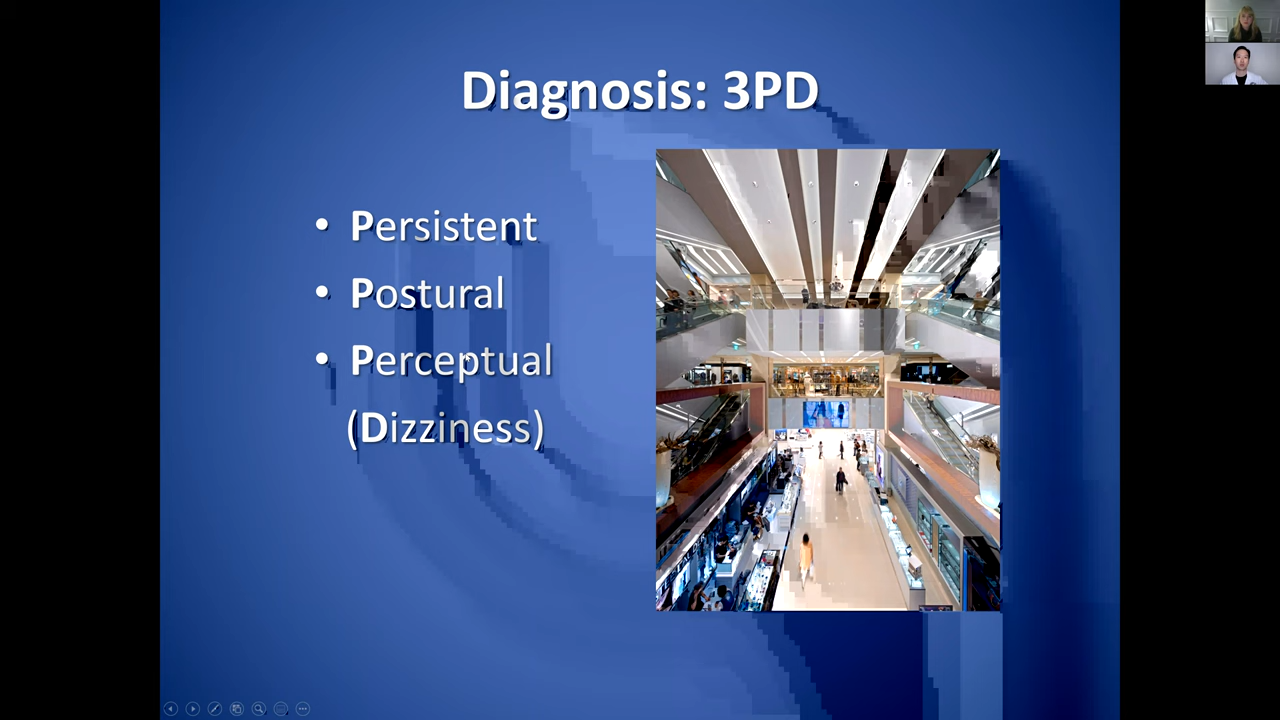 Diagnosis: 3PD
• Persistent
• Postural
• Perceptual
(Dizziness)